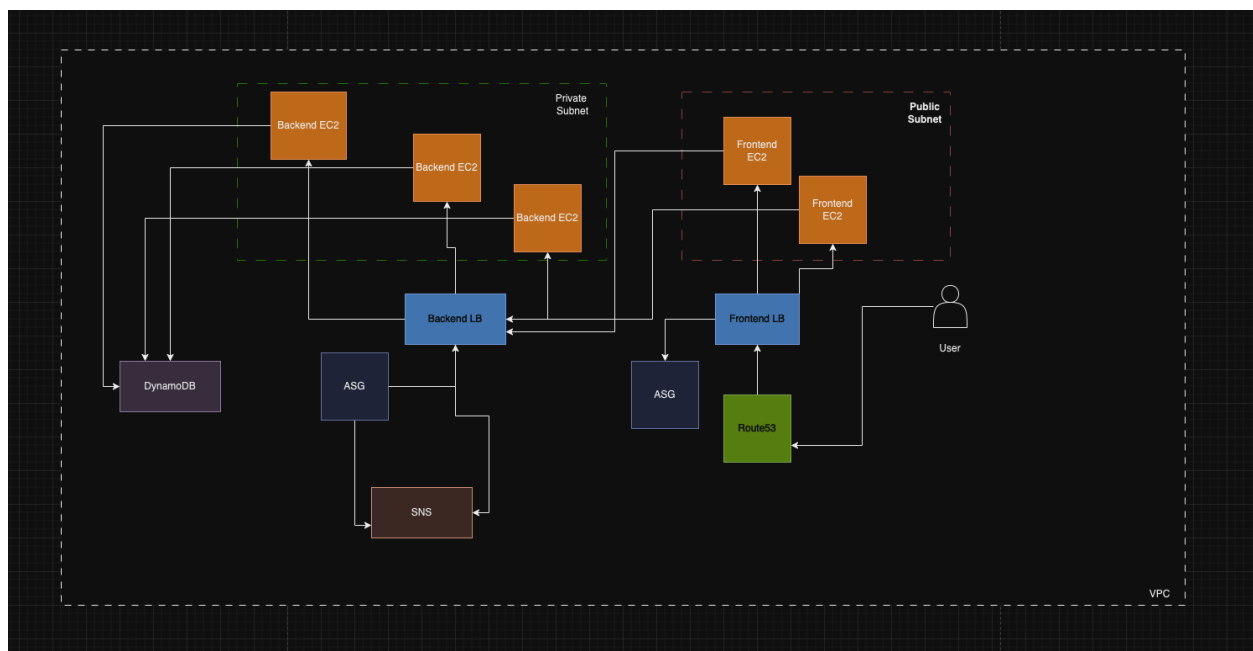 Private
Subnet
Public
Subnet
Backend EC2
Backend EC2
Backend EC2
Frontend
EC2
Frontend
EC2
Backend LB
Frontend LB
User
DynamoDB
ASG
ASG
Route53
SNS
VPC